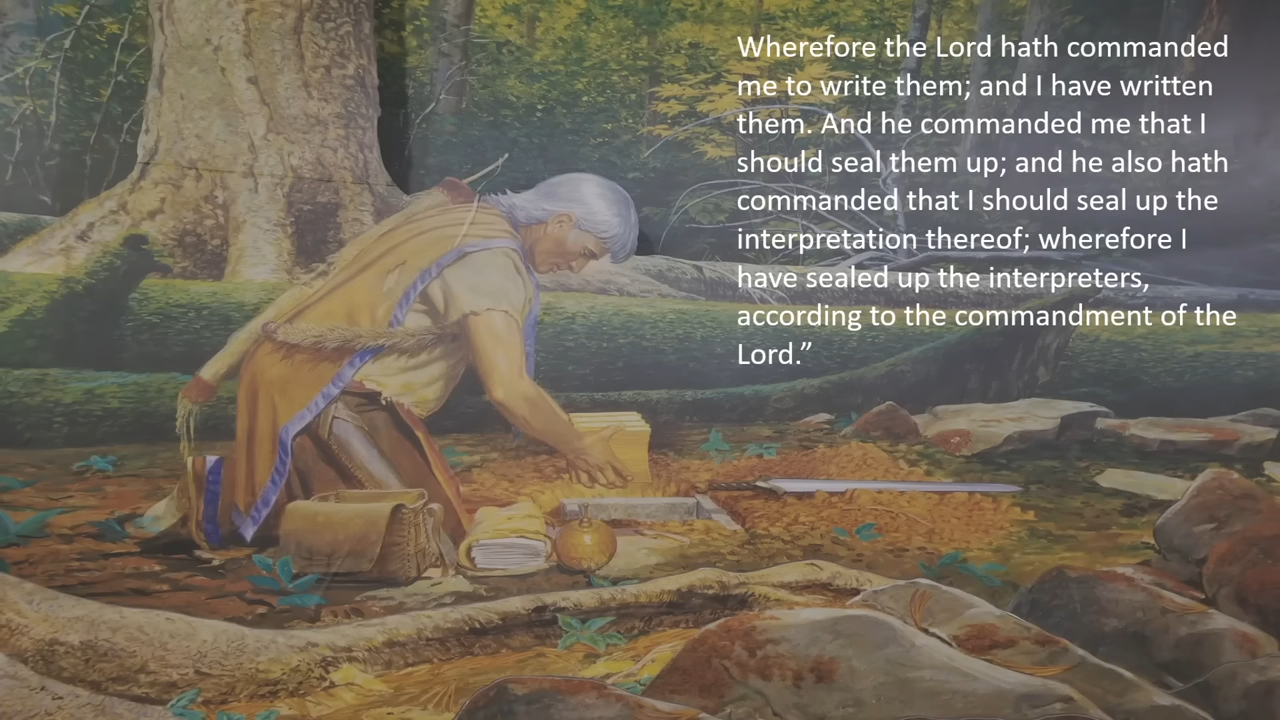 Wherefore the Lord hath commanded
me to write them; and I have written
them. And he commanded me that I
should seal them up; and he also hath
commanded that I should seal up the
interpretation thereof; wherefore I
have sealed up the interpreters,
according to the commandment of the
Lord.”